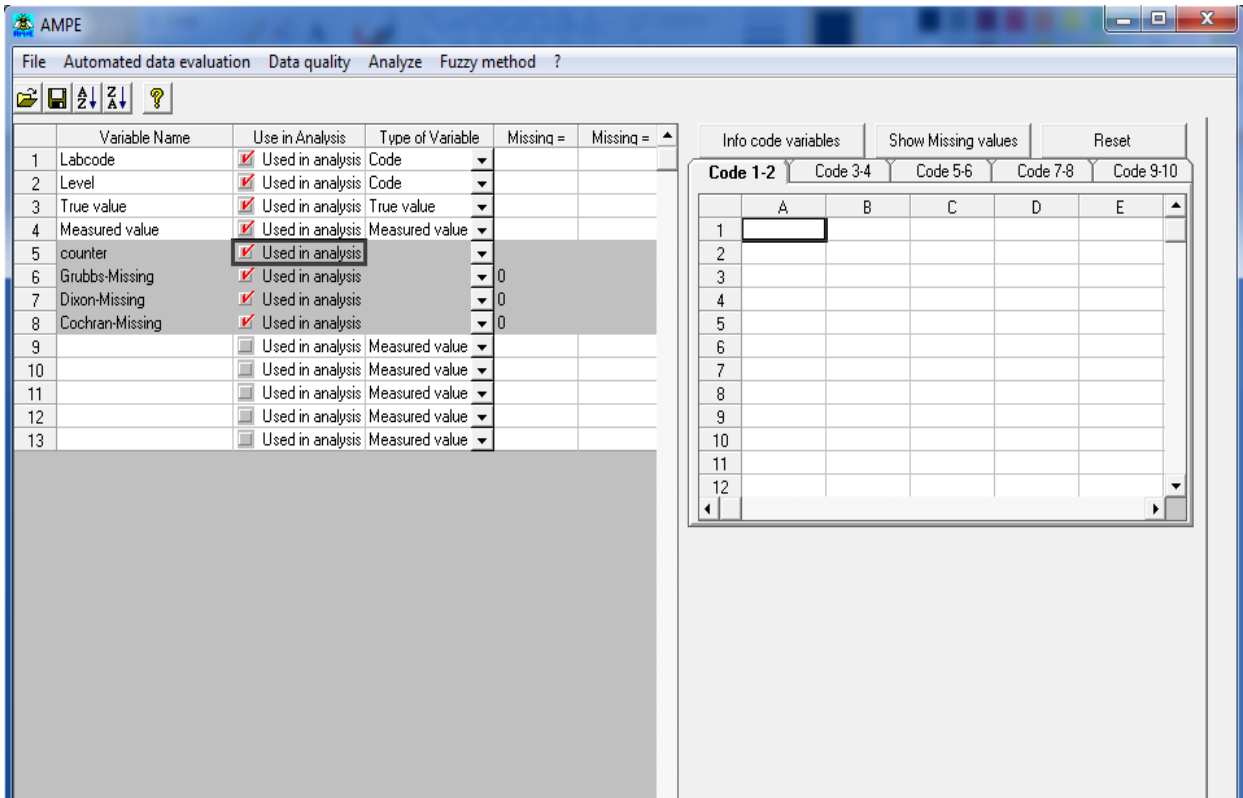 AMPE
File Automated data evaluation Data quality Analyze Fuzzy method ?
Variable Name Use in Analysis Type of Variable Missing = Missing =
1 Labcode Used in analysis Code
2 Level Used in analysis Code
3 True value Used in analysis True value
4 Measured value Used in analysis Measured value
5 counter Used in analysis
6 Grubbs-Missing Used in analysis 0
7 Dixon-Missing Used in analysis 0
8 Cochran-Missing Used in analysis 0
9 Used in analysis Measured value
10 Used in analysis Measured value
11 Used in analysis Measured value
12 Used in analysis Measured value
13 Used in analysis Measured value
Info code variables Show Missing values Reset
Code 1-2 Code 3-4 Code 5-6 Code 7-8 Code 9-10
A B C D E
1
2
3
4
5
6
7
8
9
10
11
12